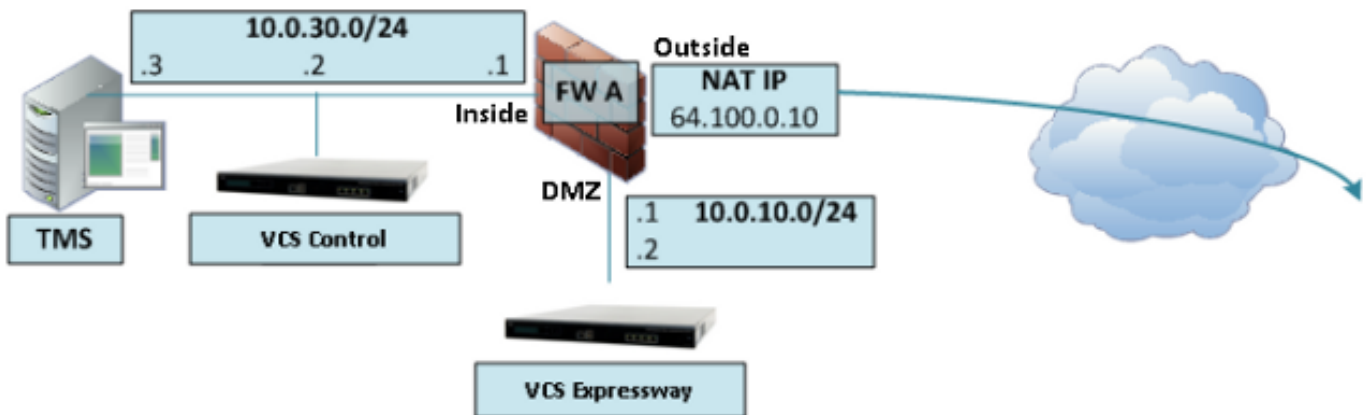 10.0.30.0/24
.3 .2 .1
Outside
FW A
NAT IP
64.100.0.10
Inside
DMZ
.1 10.0.10.0/24
.2
TMS
VCS Control
VCS Expressway